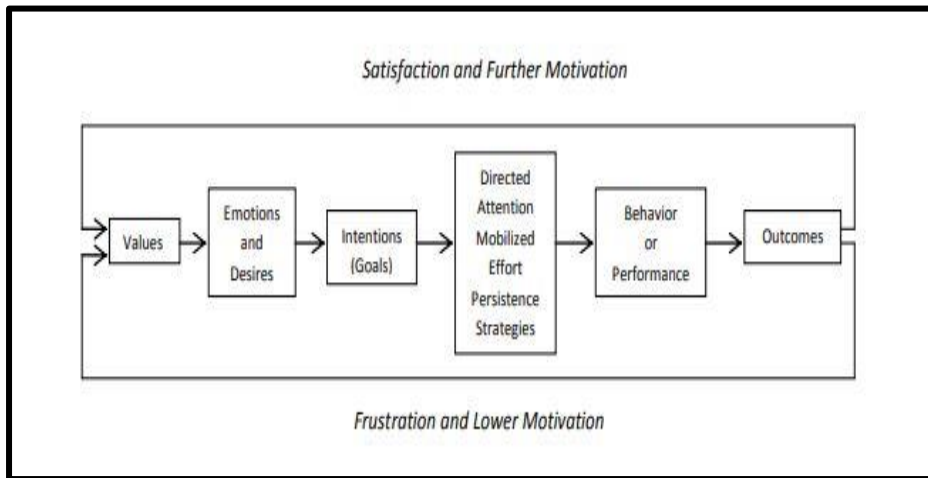 Satisfaction and Further Motivation
Values
Emotions
and
Desires
Intentions
(Goals)
Directed
Attention
Mobilized
Effort
Persistence
Strategies
Behavior
or
Performance
Outcomes
Frustration and Lower Motivation